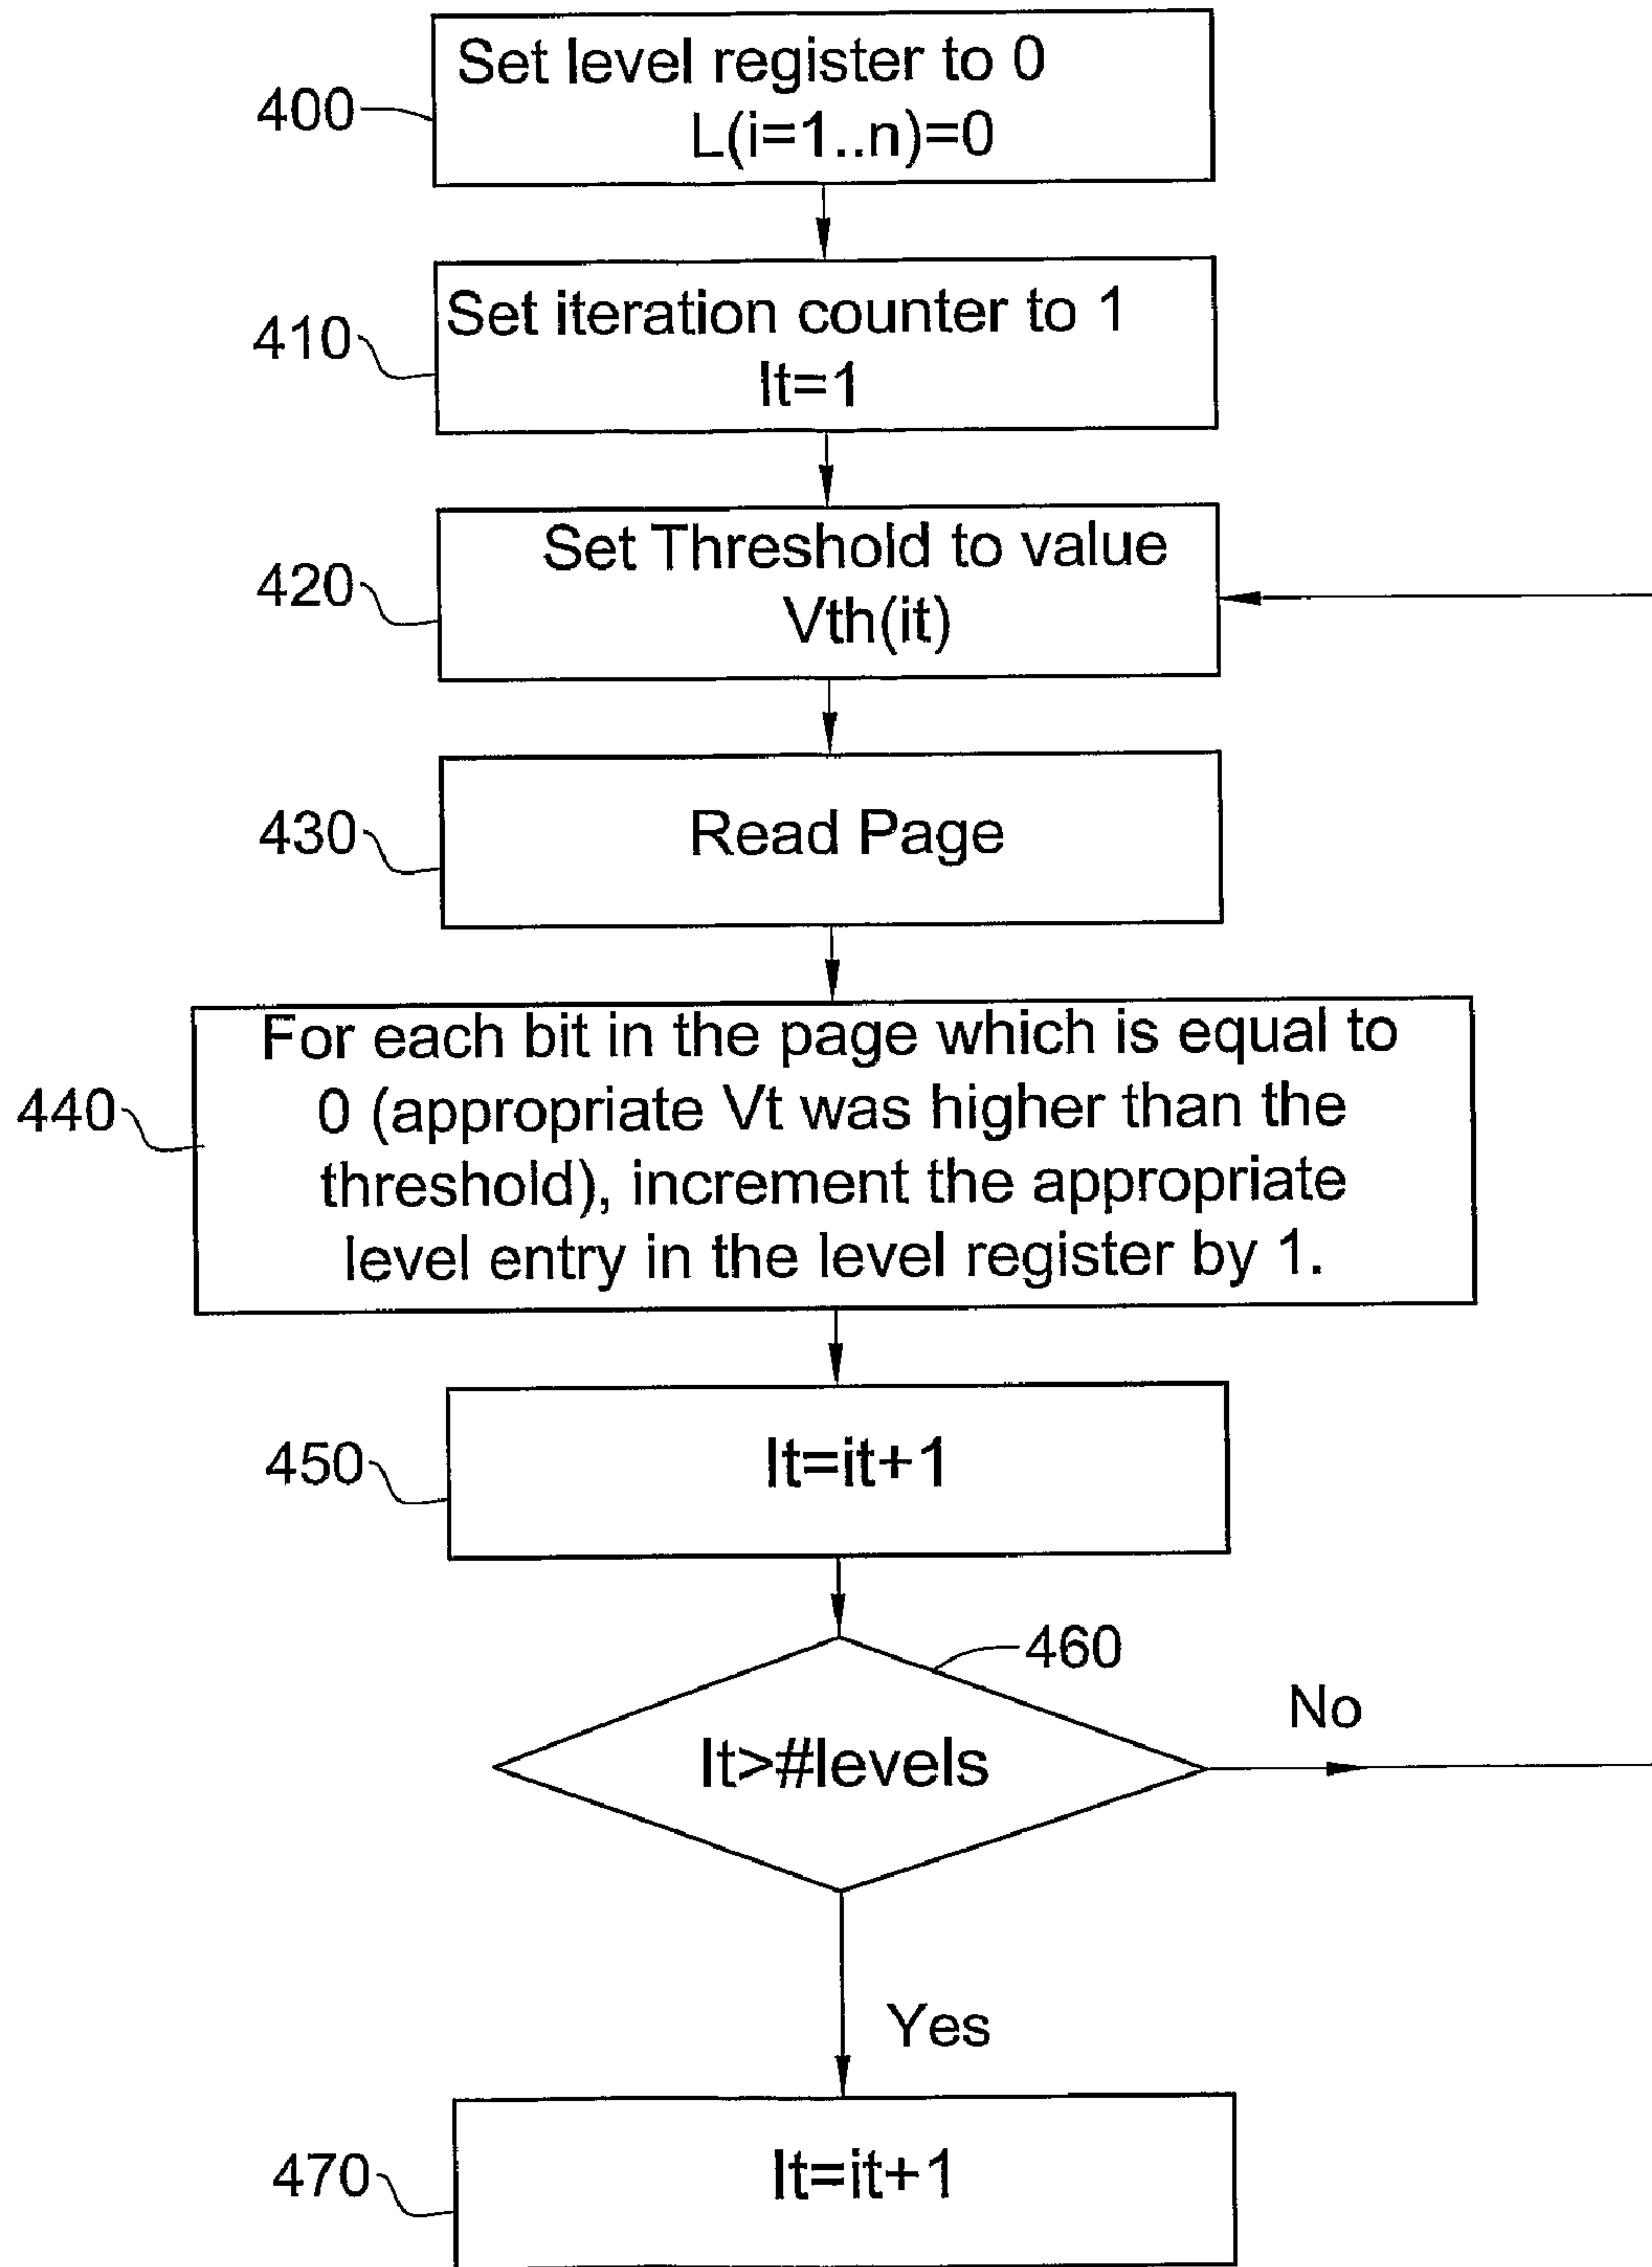 Set level register to 0
400
L(i=1..n)=0
Set iteration counter to 1
410
It=1
Set Threshold to value
420
Vth(it)
430
Read Page
For each bit in the page which is equal to
440
0 (appropriate Vt was higher than the
threshold), increment the appropriate
level entry in the level register by 1.
450
It=it+1
460
No
It>#levels
Yes
470
It=it+1